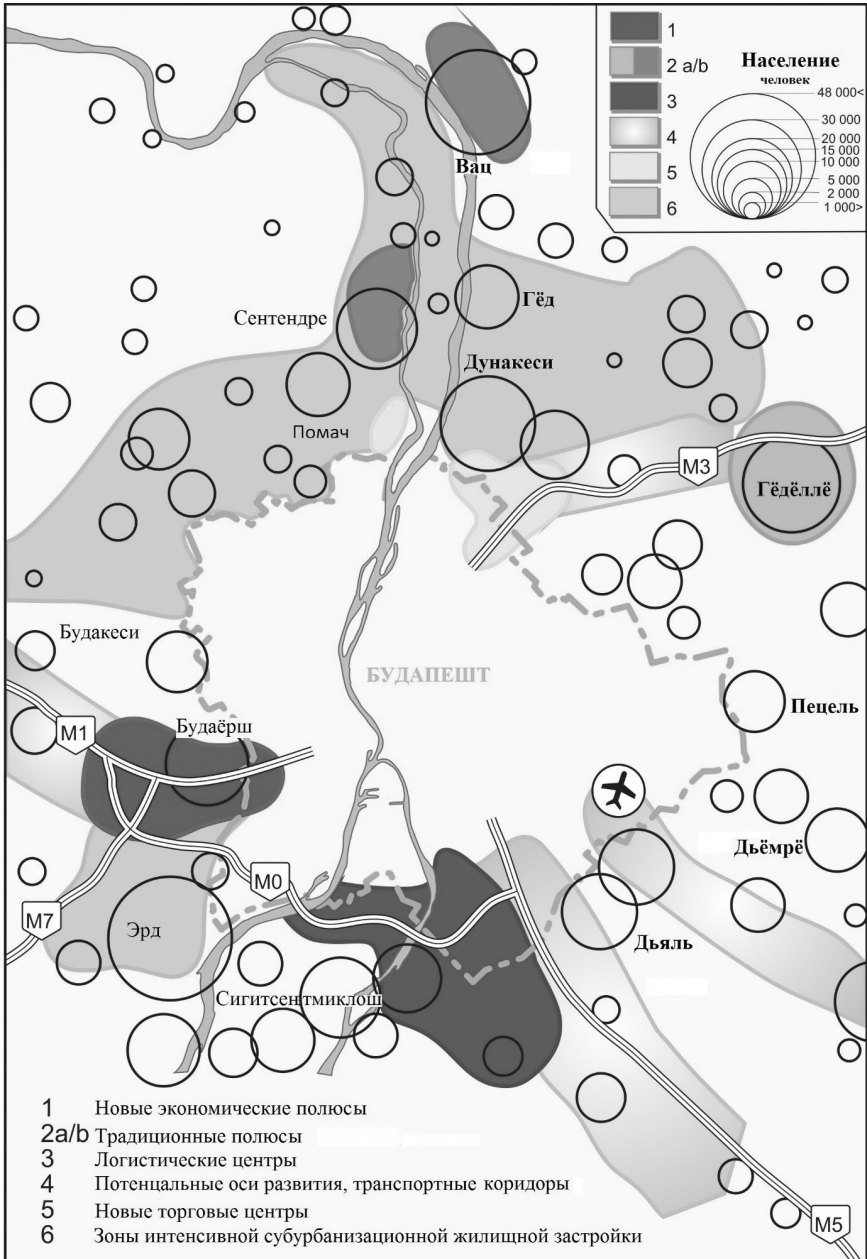 1
2 a/b
3
4
5
6
Население
человек
48 000<
30 000
20 000
15 000
10 000
5 000
2 000
1 000>
Вац
Гёд
Сентендре
Дунакеси
Помач
M3
Гёдёллё
Будакеси
БУДАПЕШТ
Пецель
M1
Будаёрш
Дьёмрё
M0
M7
Эрд
Дьяль
Сигитсентмиклош
M5
1 Новые экономические полюсы
2a/b Традиционные полюсы
3 Логистические центры
4 Потенцальные оси развития, транспортные коридоры
5 Новые торговые центры
6 Зоны интенсивной субурбанизационной жилищной застройки